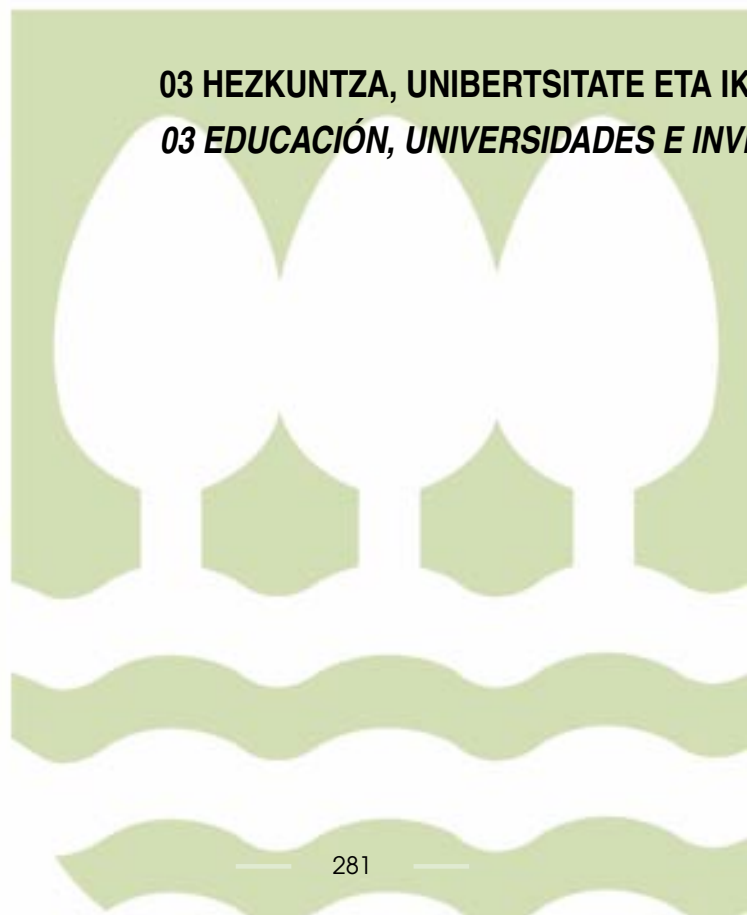 03 HEZKUNTZA, UNIBERTSITATE ETA
03 EDUCACIÓN, UNIVERSIDADES E
281